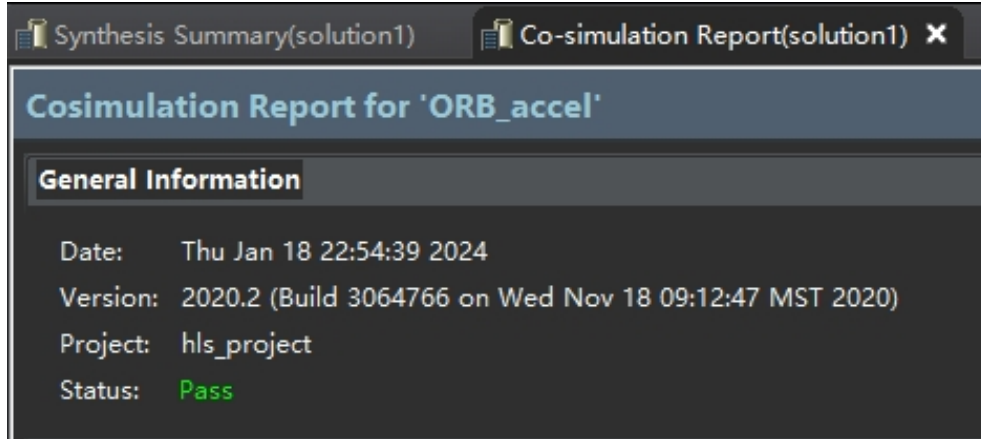 Synthesis Summary(solution1) Co-simulation Report(solution1) ×
Cosimulation Report for 'ORB_accel'
General Information
Date: Thu Jan 18 22:54:39 2024
Version: 2020.2 (Build 3064766 on Wed Nov 18 09:12:47 MST 2020)
Project: hls_project
Status: Pass